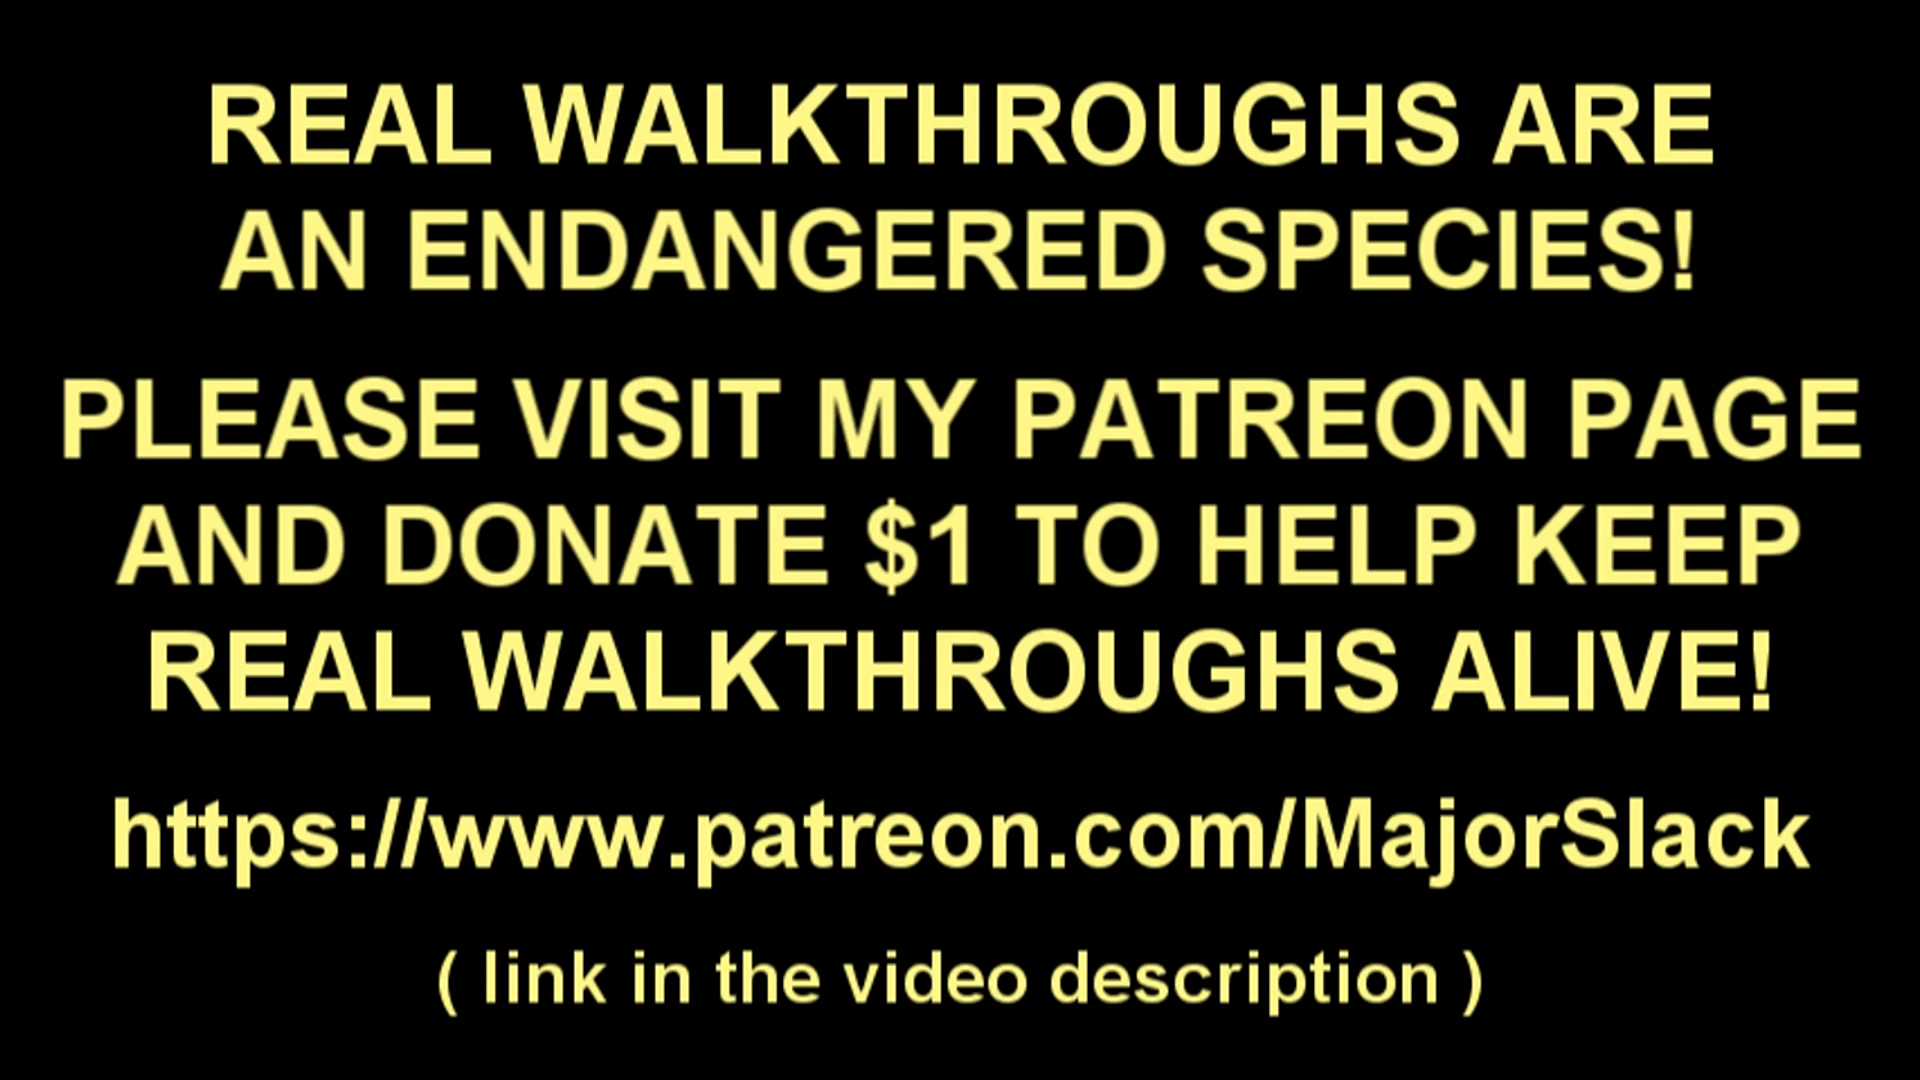 REAL WALKTHROUGHS ARE
AN ENDANGERED SPECIES!
PLEASE VISIT MY PATREON PAGE
AND DONATE $1 TO HELP KEEP
REAL WALKTHROUGHS ALIVE!
https://www.patreon.com/MajorSlack
( link in the video description )